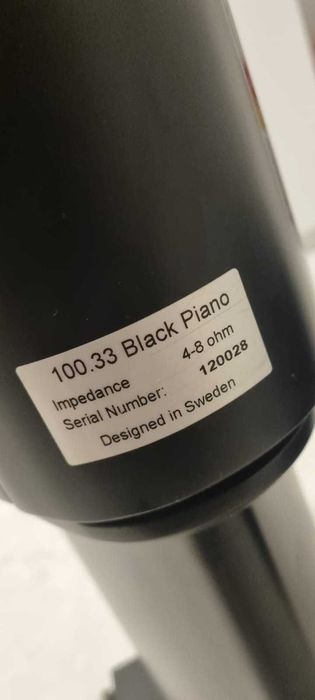 100.33 Black Piano
Impedance 4-8 ohm
Serial Number: 120028
Designed in Sweden